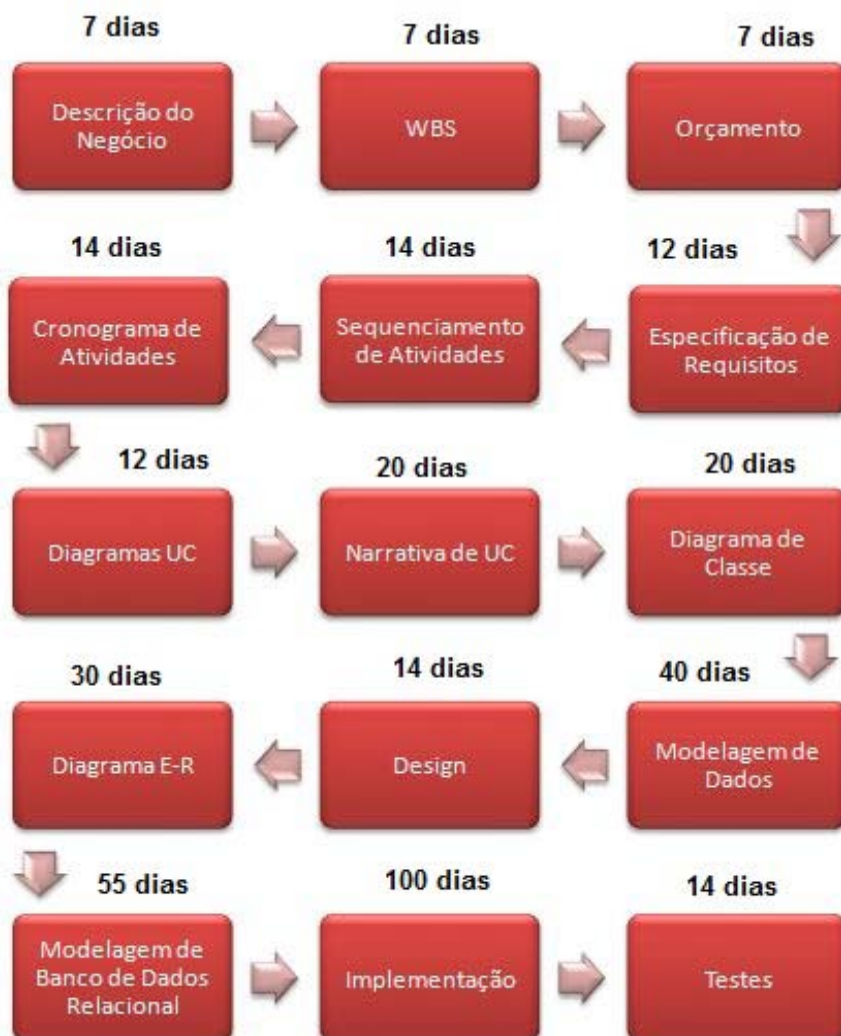 7 dias
7 dias
7 dias
Descrição do
Negócio
WBS
Orçamento
14 dias
14 dias
12 dias
Cronograma de
Atividades
Sequenciamento
de Atividades
Especificação de
Requisitos
12 dias
20 dias
20 dias
Diagramas UC
Narrativa de UC
Diagrama de
Classe
30 dias
14 dias
40 dias
Diagrama E-R
Design
Modelagem de
Dados
55 dias
100 dias
14 dias
Modelagem de
Banco de Dados
Relacional
Implementação
Testes